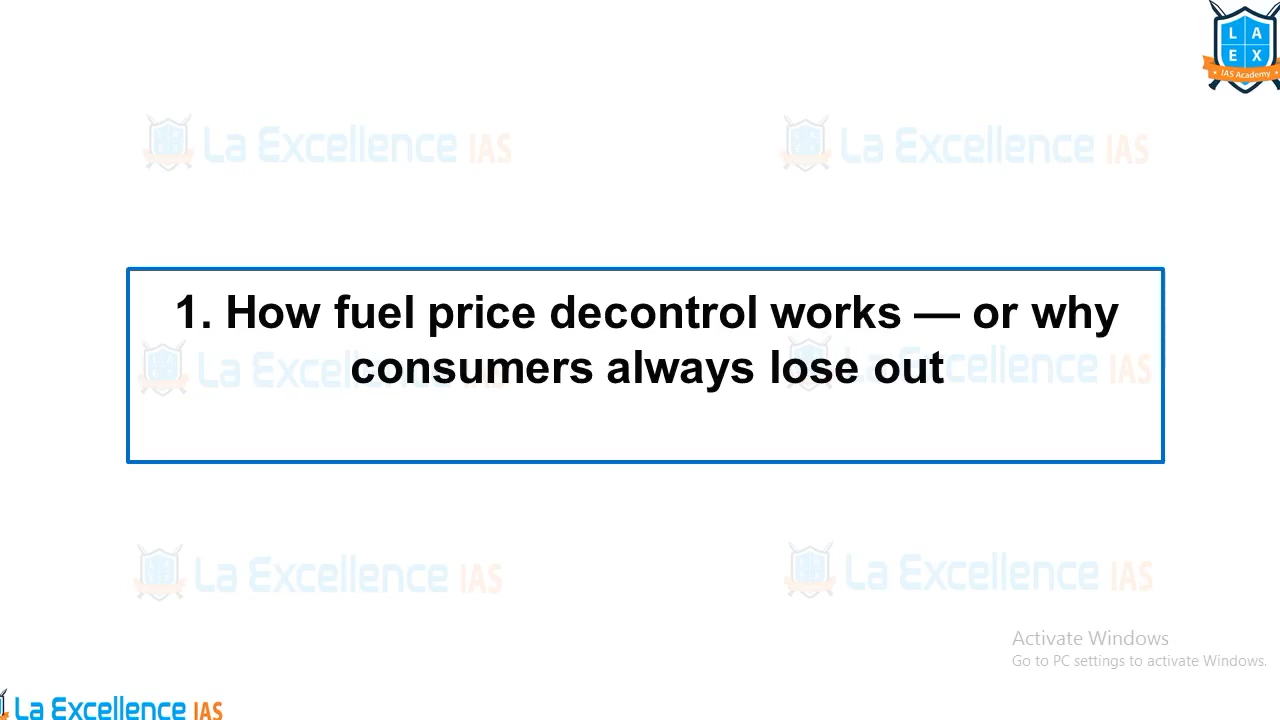 L A
E X
IAS Academy
La Excellence IAS
La Excellence IAS
1. How fuel price decontrol works — or why
consumers always lose out
La Excellence IAS
La Excellence IAS
La Excellence IAS
La Excellence IAS
Activate Windows
Go to PC settings to activate Windows.
La Excellence IAS